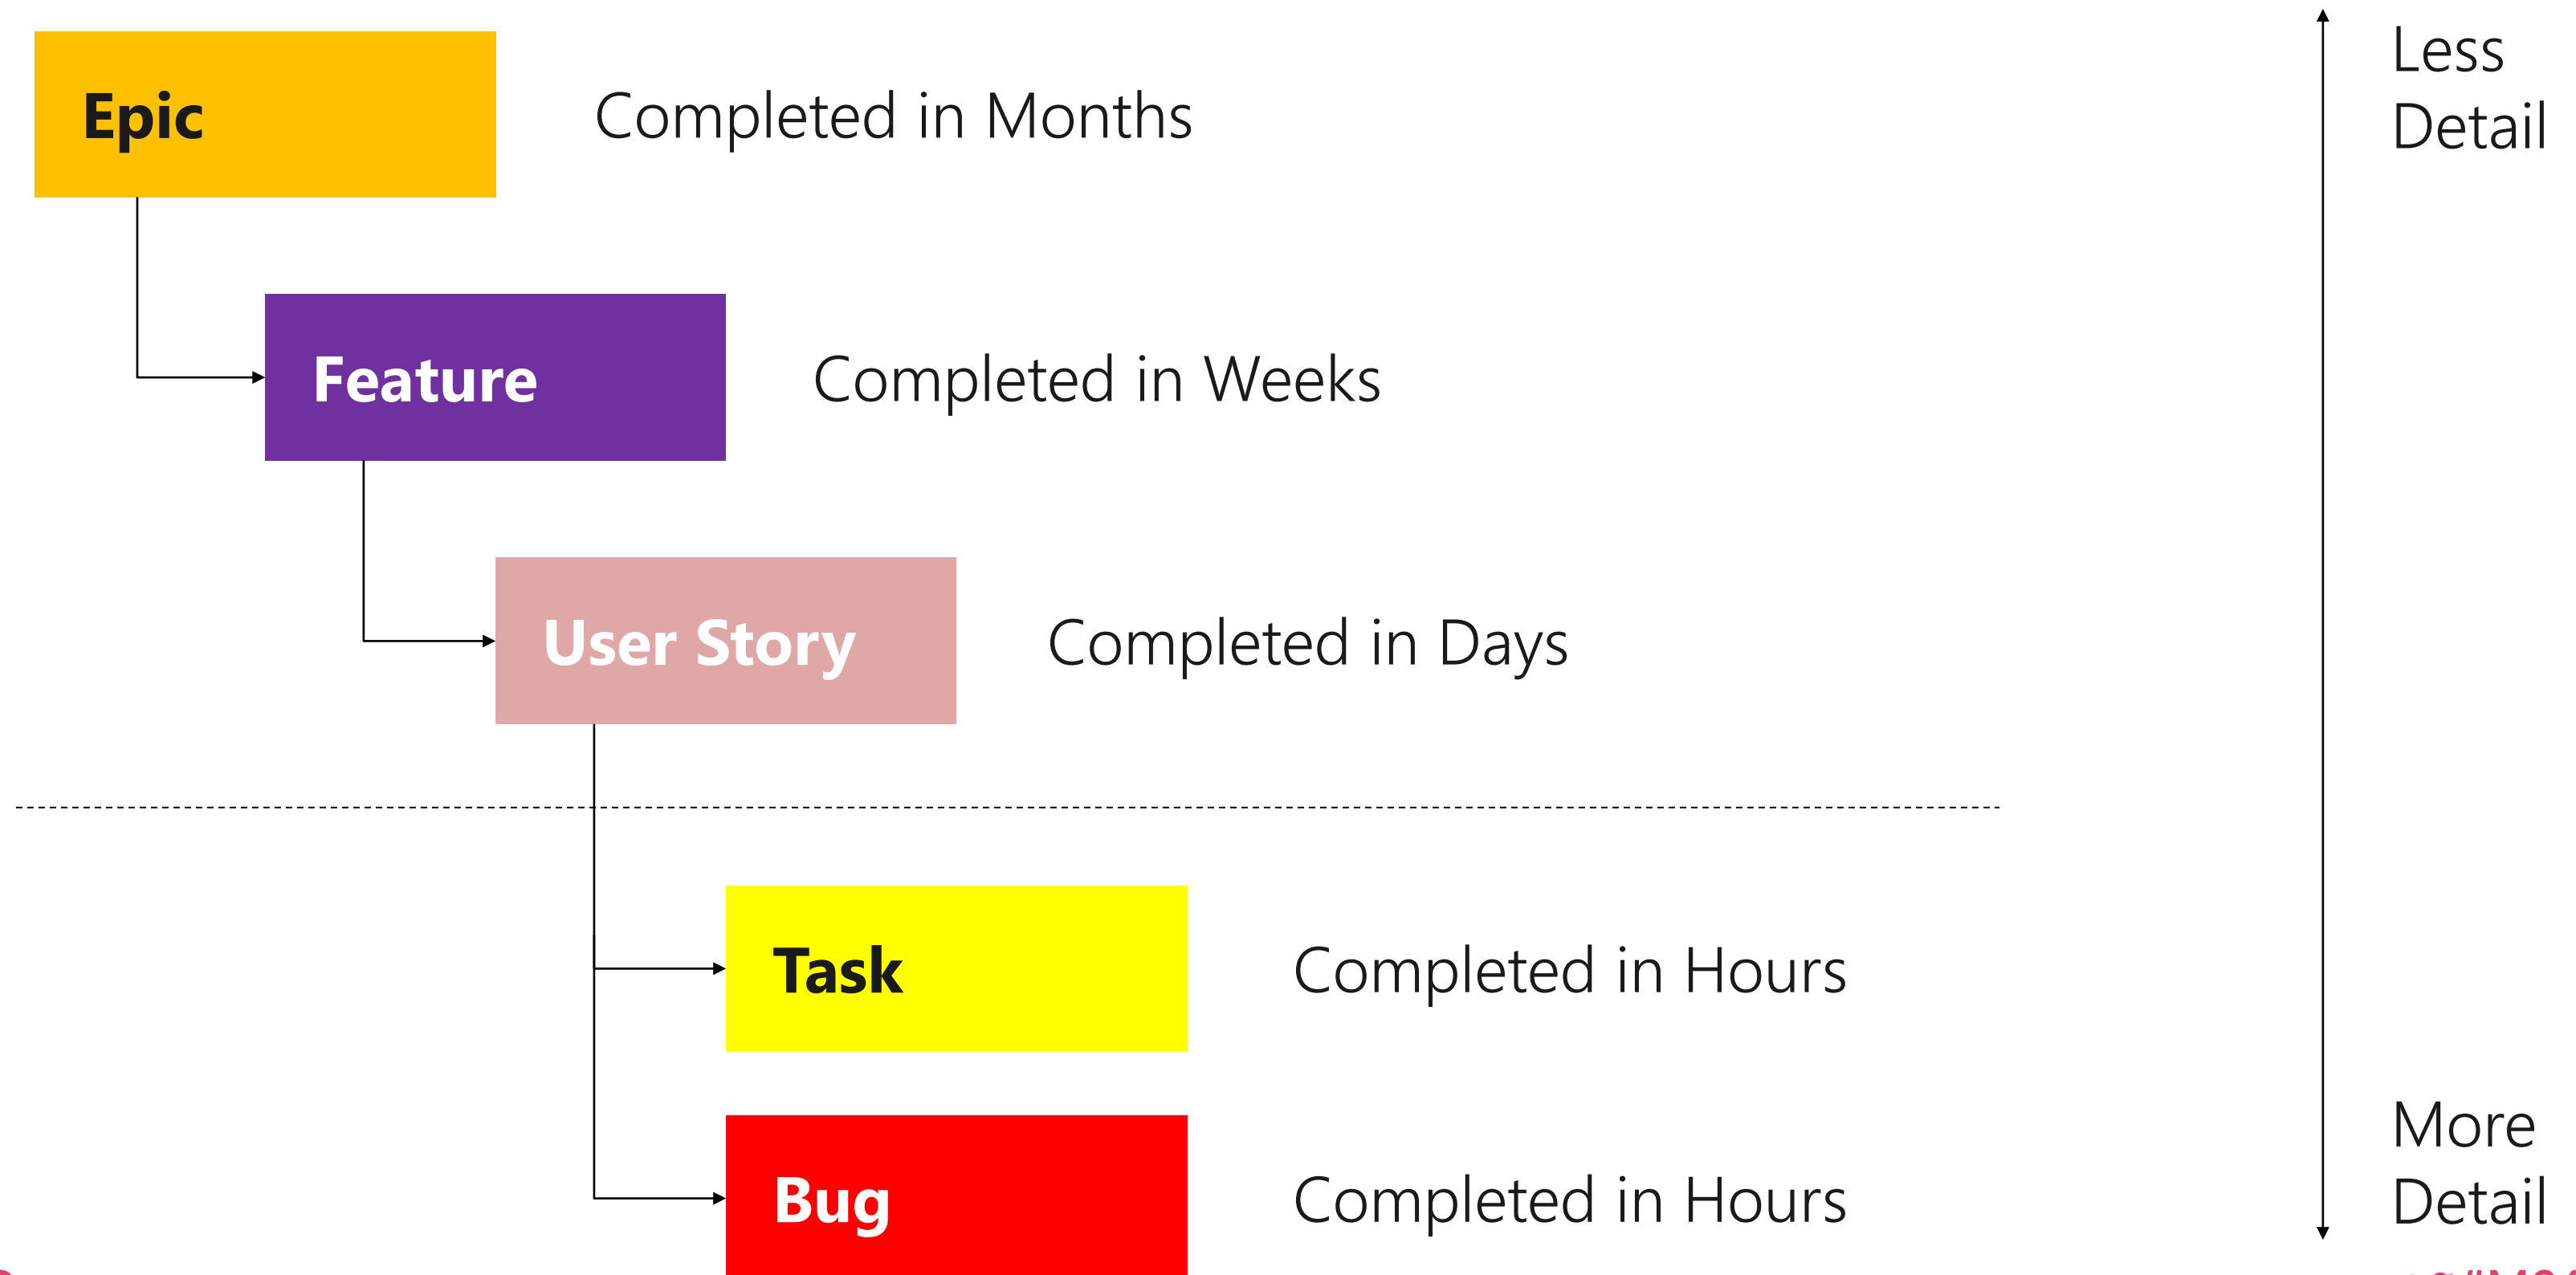 Epic
Completed in Months
Less
Detail
Feature
Completed in Weeks
User Story
Completed in Days
Task
Completed in Hours
Bug
Completed in Hours
More
Detail